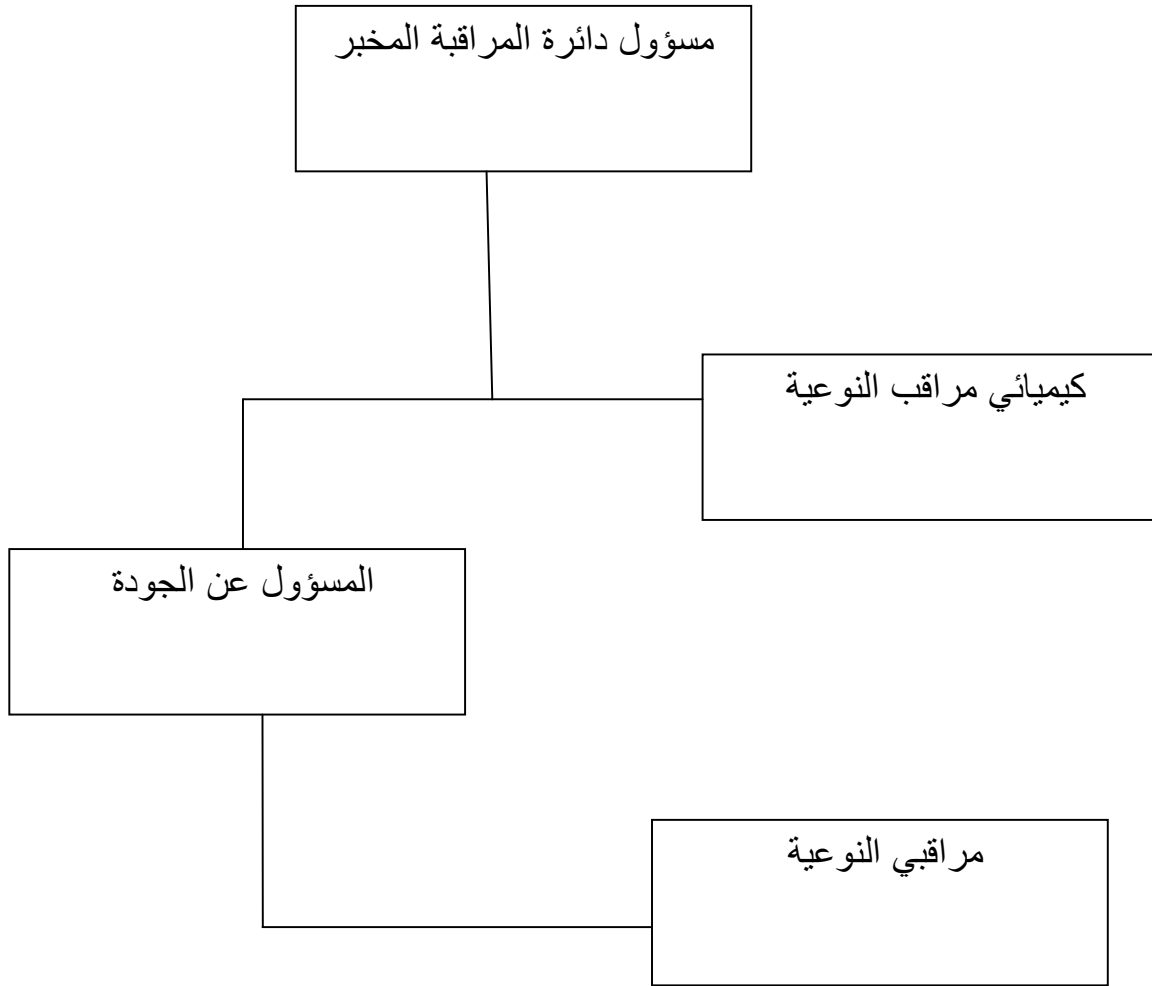 مسؤول دائرة المراقبة المخبر
كيميائي مراقب النوعية
المسؤول عن الجودة
مراقبي النوعية